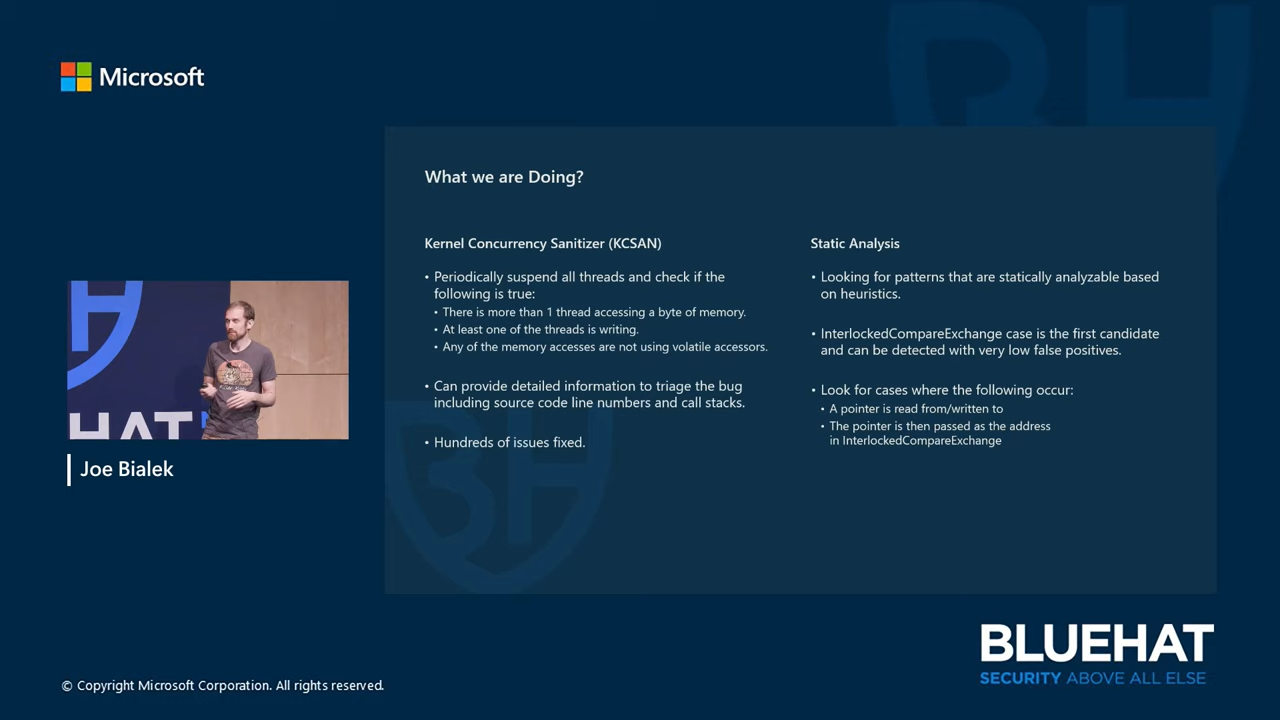 Microsoft
What we are Doing?
Kernel Concurrency Sanitizer (KCSAN)
• Periodically suspend all threads and check if the
following is true:
• There is more than 1 thread accessing a byte of memory.
• At least one of the threads is writing.
• Any of the memory accesses are not using volatile accessors.
• Can provide detailed information to triage the bug
including source code line numbers and call stacks.
• Hundreds of issues fixed.
Static Analysis
• Looking for patterns that are statically analyzable based
on heuristics.
• InterlockedCompareExchange case is the first candidate
and can be detected with very low false positives.
• Look for cases where the following occur:
• A pointer is read from/written to
• The pointer is then passed as the address
in InterlockedCompareExchange
BH
HAT
Joe Bialek
BLUEHAT
SECURITY ABOVE ALL ELSE
© Copyright Microsoft Corporation. All rights reserved.